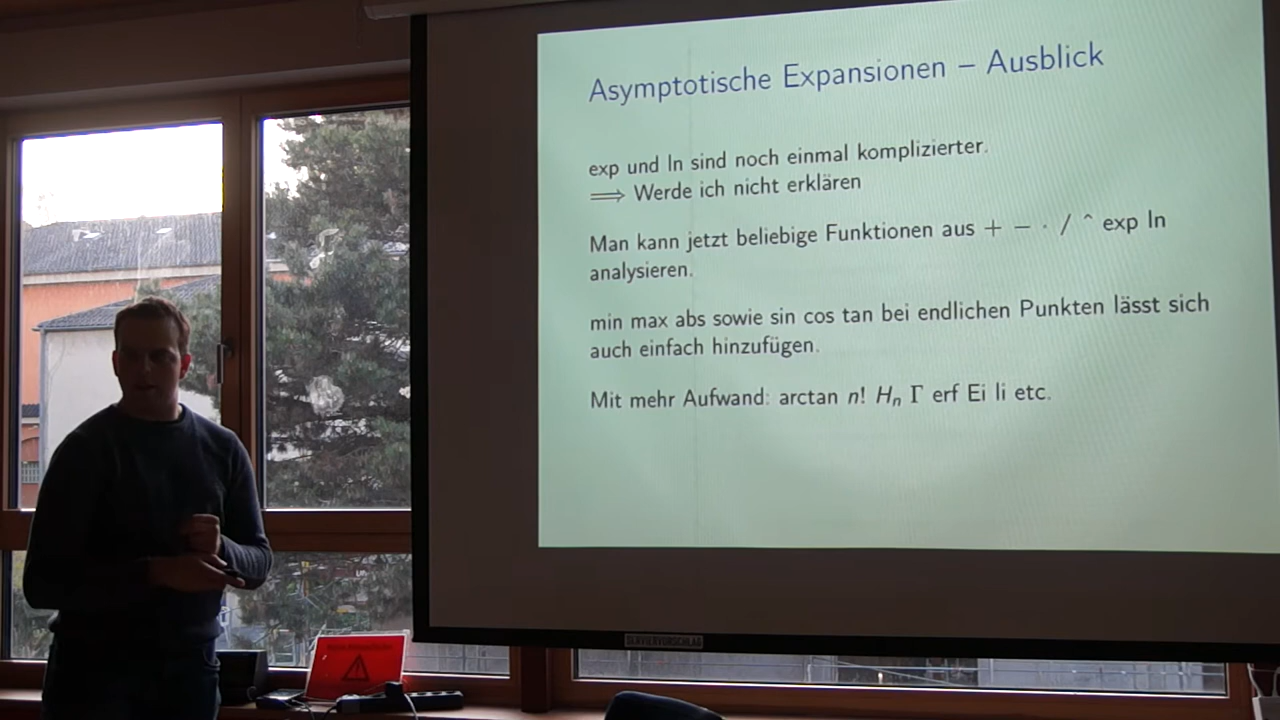 Asymptotische Expansionen – Ausblick
exp und ln sind noch einmal komplizierter.
⟹ Werde ich nicht erklären
Man kann jetzt beliebige Funktionen aus + − · / ^ exp ln
analysieren.
min max abs sowie sin cos tan bei endlichen Punkten lässt sich
auch einfach hinzufügen.
Mit mehr Aufwand: arctan n! Hₙ Γ erf Ei li etc.